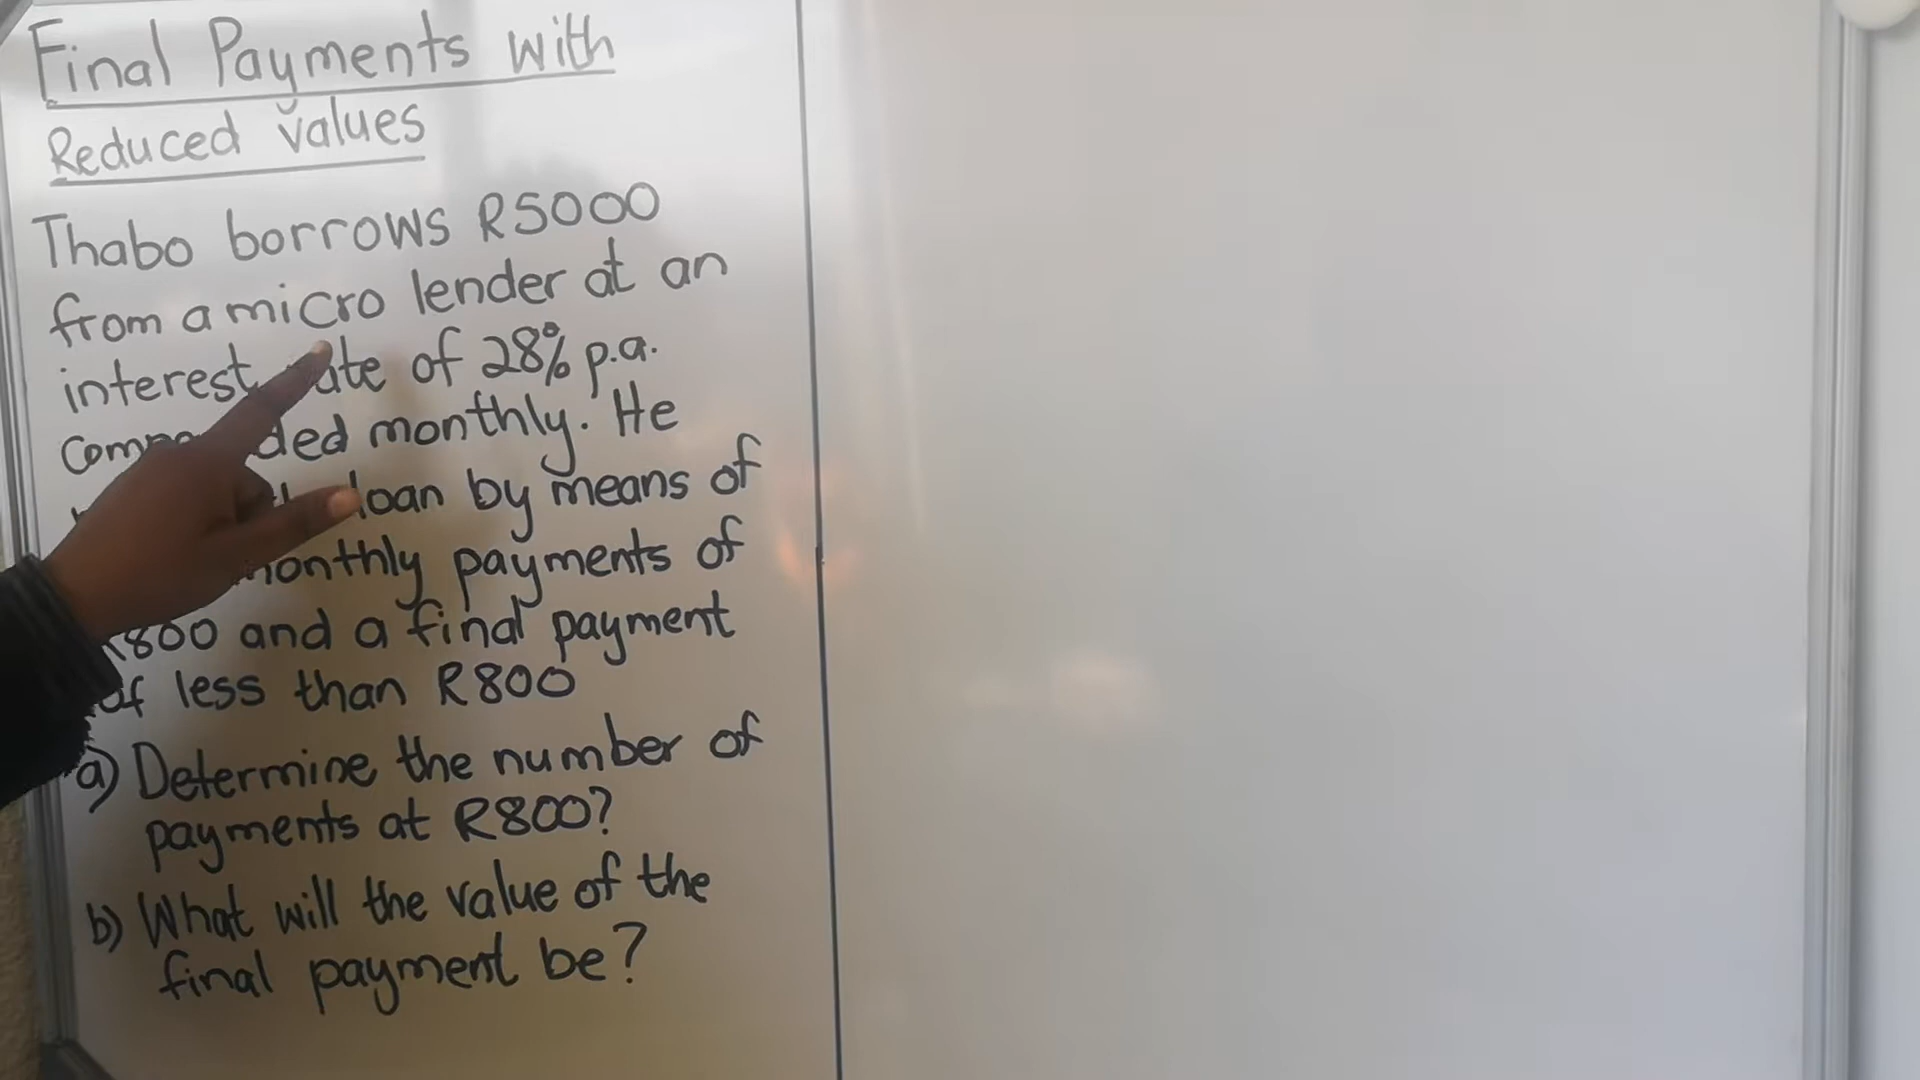 Final Payments with
Reduced values
Thabo borrows R5000
from a micro lender at an
interest rate of 28% p.a.
monthly. He
loan by means of
monthly payments of
R800 and a final payment
of less than R800
a) Determine the number of
payments at R800?
b) What will the value of the
final payment be?